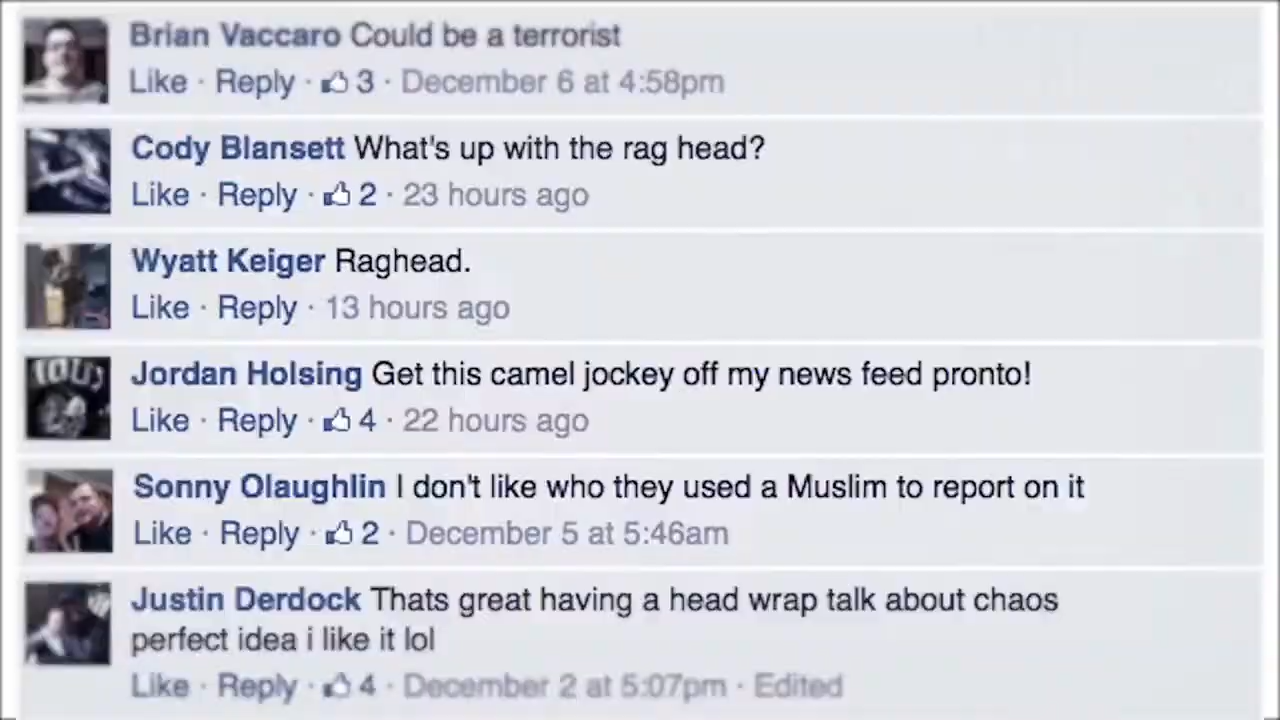 Brian Vaccaro Could be a terrorist
Like · Reply · 3 · December 6 at 4:58pm
Cody Blansett What's up with the rag head?
Like · Reply · 2 · 23 hours ago
Wyatt Keiger Raghead.
Like · Reply · 13 hours ago
Jordan Holsing Get this camel jockey off my news feed pronto!
Like · Reply · 4 · 22 hours ago
Sonny Olaughlin I don't like who they used a Muslim to report on it
Like · Reply · 2 · December 5 at 5:46am
Justin Derdock Thats great having a head wrap talk about chaos
perfect idea i like it lol
Like · Reply · 4 · December 2 at 5:07pm · Edited